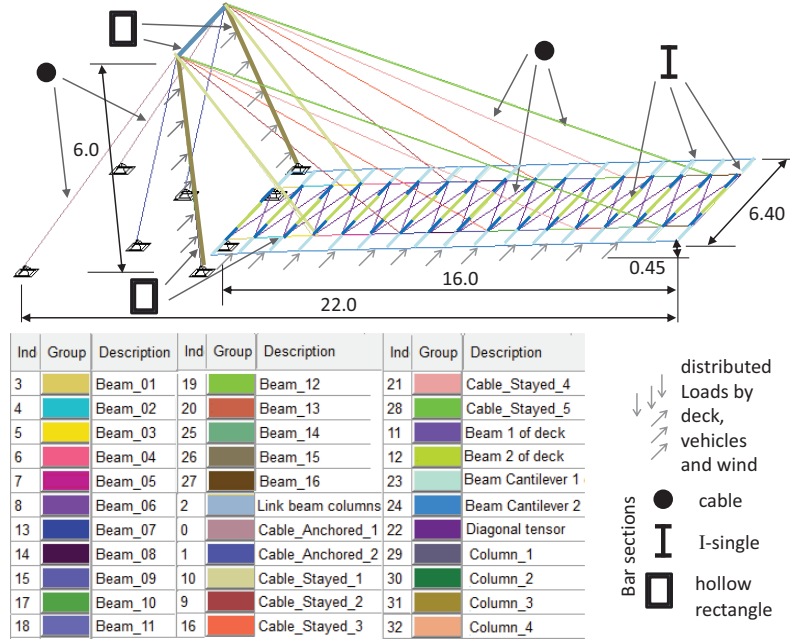 6.0
6.40
0.45
16.0
22.0
Ind Group Description Ind Group Description Ind Group Description
3 Beam_01 19 Beam_12 21 Cable_Stayed_4
4 Beam_02 20 Beam_13 28 Cable_Stayed_5
5 Beam_03 25 Beam_14 11 Beam 1 of deck
6 Beam_04 26 Beam_15 12 Beam 2 of deck
7 Beam_05 27 Beam_16 23 Beam Cantilever 1
8 Beam_06 2 Link beam columns 24 Beam Cantilever 2
13 Beam_07 0 Cable_Anchored_1 22 Diagonal tensor
14 Beam_08 1 Cable_Anchored_2 29 Column_1
15 Beam_09 10 Cable_Stayed_1 30 Column_2
17 Beam_10 9 Cable_Stayed_2 31 Column_3
18 Beam_11 16 Cable_Stayed_3 32 Column_4
distributed
Loads by
deck,
vehicles
and wind
Bar sections
cable
I-single
hollow
rectangle